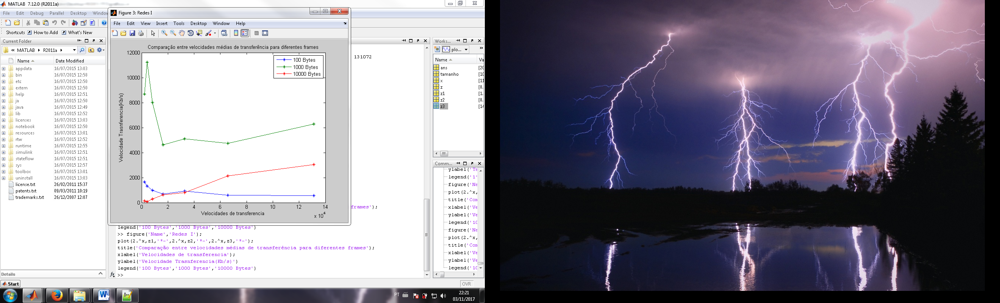 MATLAB 7.12.0 (R2011a)
File Edit Debug Parallel Desktop Window
Shortcuts How to Add What's New
Current Folder
« MATLAB R2011a
Name Date Modified
appdata 16/07/2015 13:03
bin 16/07/2015 12:58
etc 16/07/2015 12:50
extern 16/07/2015 12:50
help 16/07/2015 12:51
ja 16/07/2015 12:50
java 16/07/2015 12:49
lib 16/07/2015 12:52
licenses 16/07/2015 13:03
notebook 16/07/2015 12:50
resources 16/07/2015 13:01
rtw 16/07/2015 12:52
runtime 16/07/2015 12:55
simulink 16/07/2015 12:51
stateflow 16/07/2015 12:51
sys 16/07/2015 12:57
toolbox 16/07/2015 13:01
uninstall 16/07/2015 13:03
license.txt 26/02/2011 15:37
patents.txt 09/03/2011 10:19
trademarks.txt 26/12/2007 12:07
Details
Start
Figure 3: Redes I
File Edit View Insert Tools Desktop Window Help
Comparação entre velocidades médias de transferência para diferentes frames
12000
10000
8000
6000
4000
2000
0
Velocidade Trasnferencia(Kb/s)
100 Bytes
1000 Bytes
10000 Bytes
0 2 4 6 8 10 12 14
Velocidades de transferencia
x 10^4
131072
frames');
legend('100 Bytes','1000 Bytes','10000 Bytes')
>> figure('Name','Redes I');
plot(2.^x,z1,'*-',2.^x,z2,'*-',2.^x,z3,'*-');
title('Comparação entre velocidades médias de transferência para diferentes frames');
xlabel('Velocidades de transferencia');
ylabel('Velocidade Trasnferencia(Kb/s)')
legend('100 Bytes','1000 Bytes','10000 Bytes')
fx >>
Works...
plo...
Name Va
ans [20
tamanho [10
x [11
z [8.
z1 [1.
z2 [8.
z3 [14
Comm...
ylabel('Ta
legend('1'
figure('Na
plot(2.^x,
title('Com
xlabel('Ve
ylabel('Ve
legend('10
figure('Na
plot(2.^x,
title('Com
xlabel('Ve
ylabel('Ve
legend('10
OVR
PT
22:21
03/11/2017